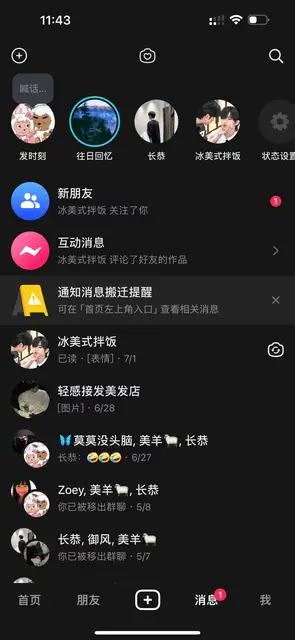 11:43
喊话...
发时刻
往日回忆
长恭
冰美式拌饭
状态设置
新朋友
冰美式拌饭 关注了你
1
互动消息
冰美式拌饭 评论了好友的作品
通知消息搬迁提醒
可在「首页左上角入口」查看相关消息
冰美式拌饭
已读 · [表情] · 7/1
轻感接发美发店
[图片] · 6/28
🦋莫莫没头脑, 美羊🐑, 长恭
长恭: 🤣🤣🤣 · 6/27
Zoey, 美羊🐑, 长恭
你已被移出群聊 · 5/8
长恭, 御风, 美羊🐑
你已被移出群聊 · 5/7
首页
朋友
消息
1
我